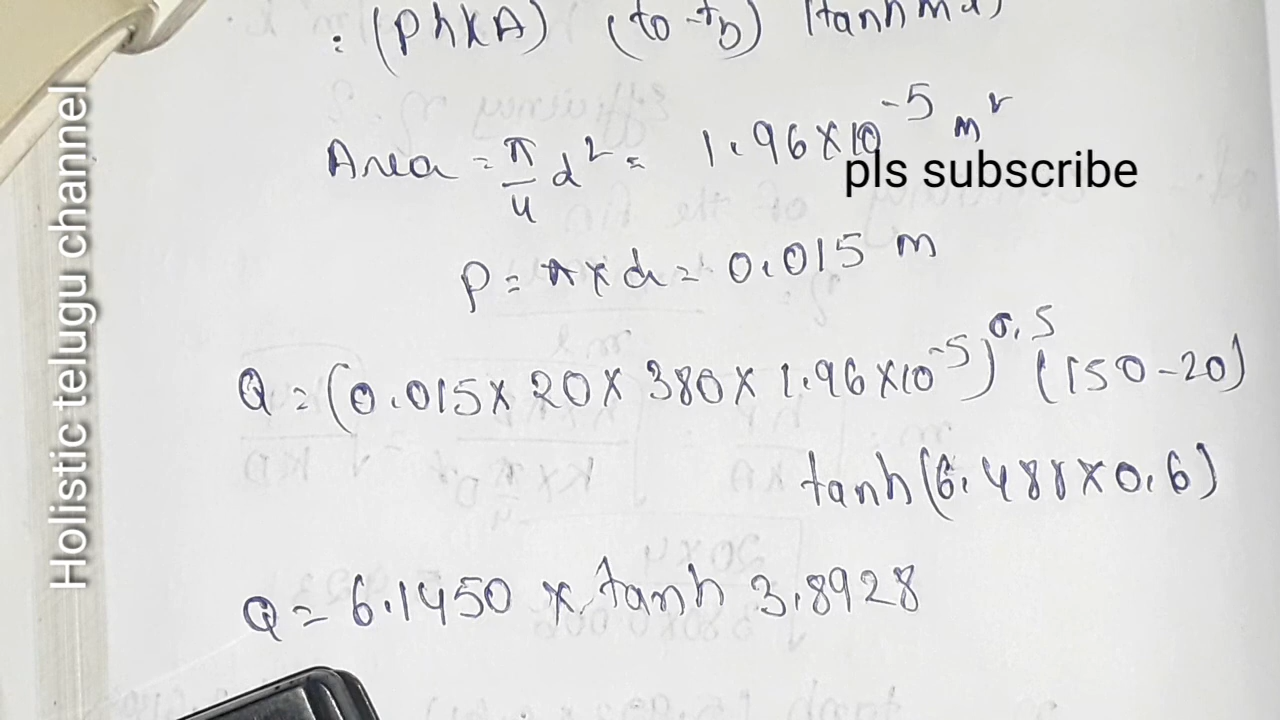 : (PhKA) (to-tb) (tanh ml)
Area = π/4 d² = 1.96×10⁻⁵ m²
pls subscribe
P = π×d = 0.015 m
Q = (0.015×20×380×1.96×10⁻⁵)^0.5 (150-20)
tanh(6.488×0.6)
Q = 6.1450 × tanh 3.8928
Holistic telugu channel